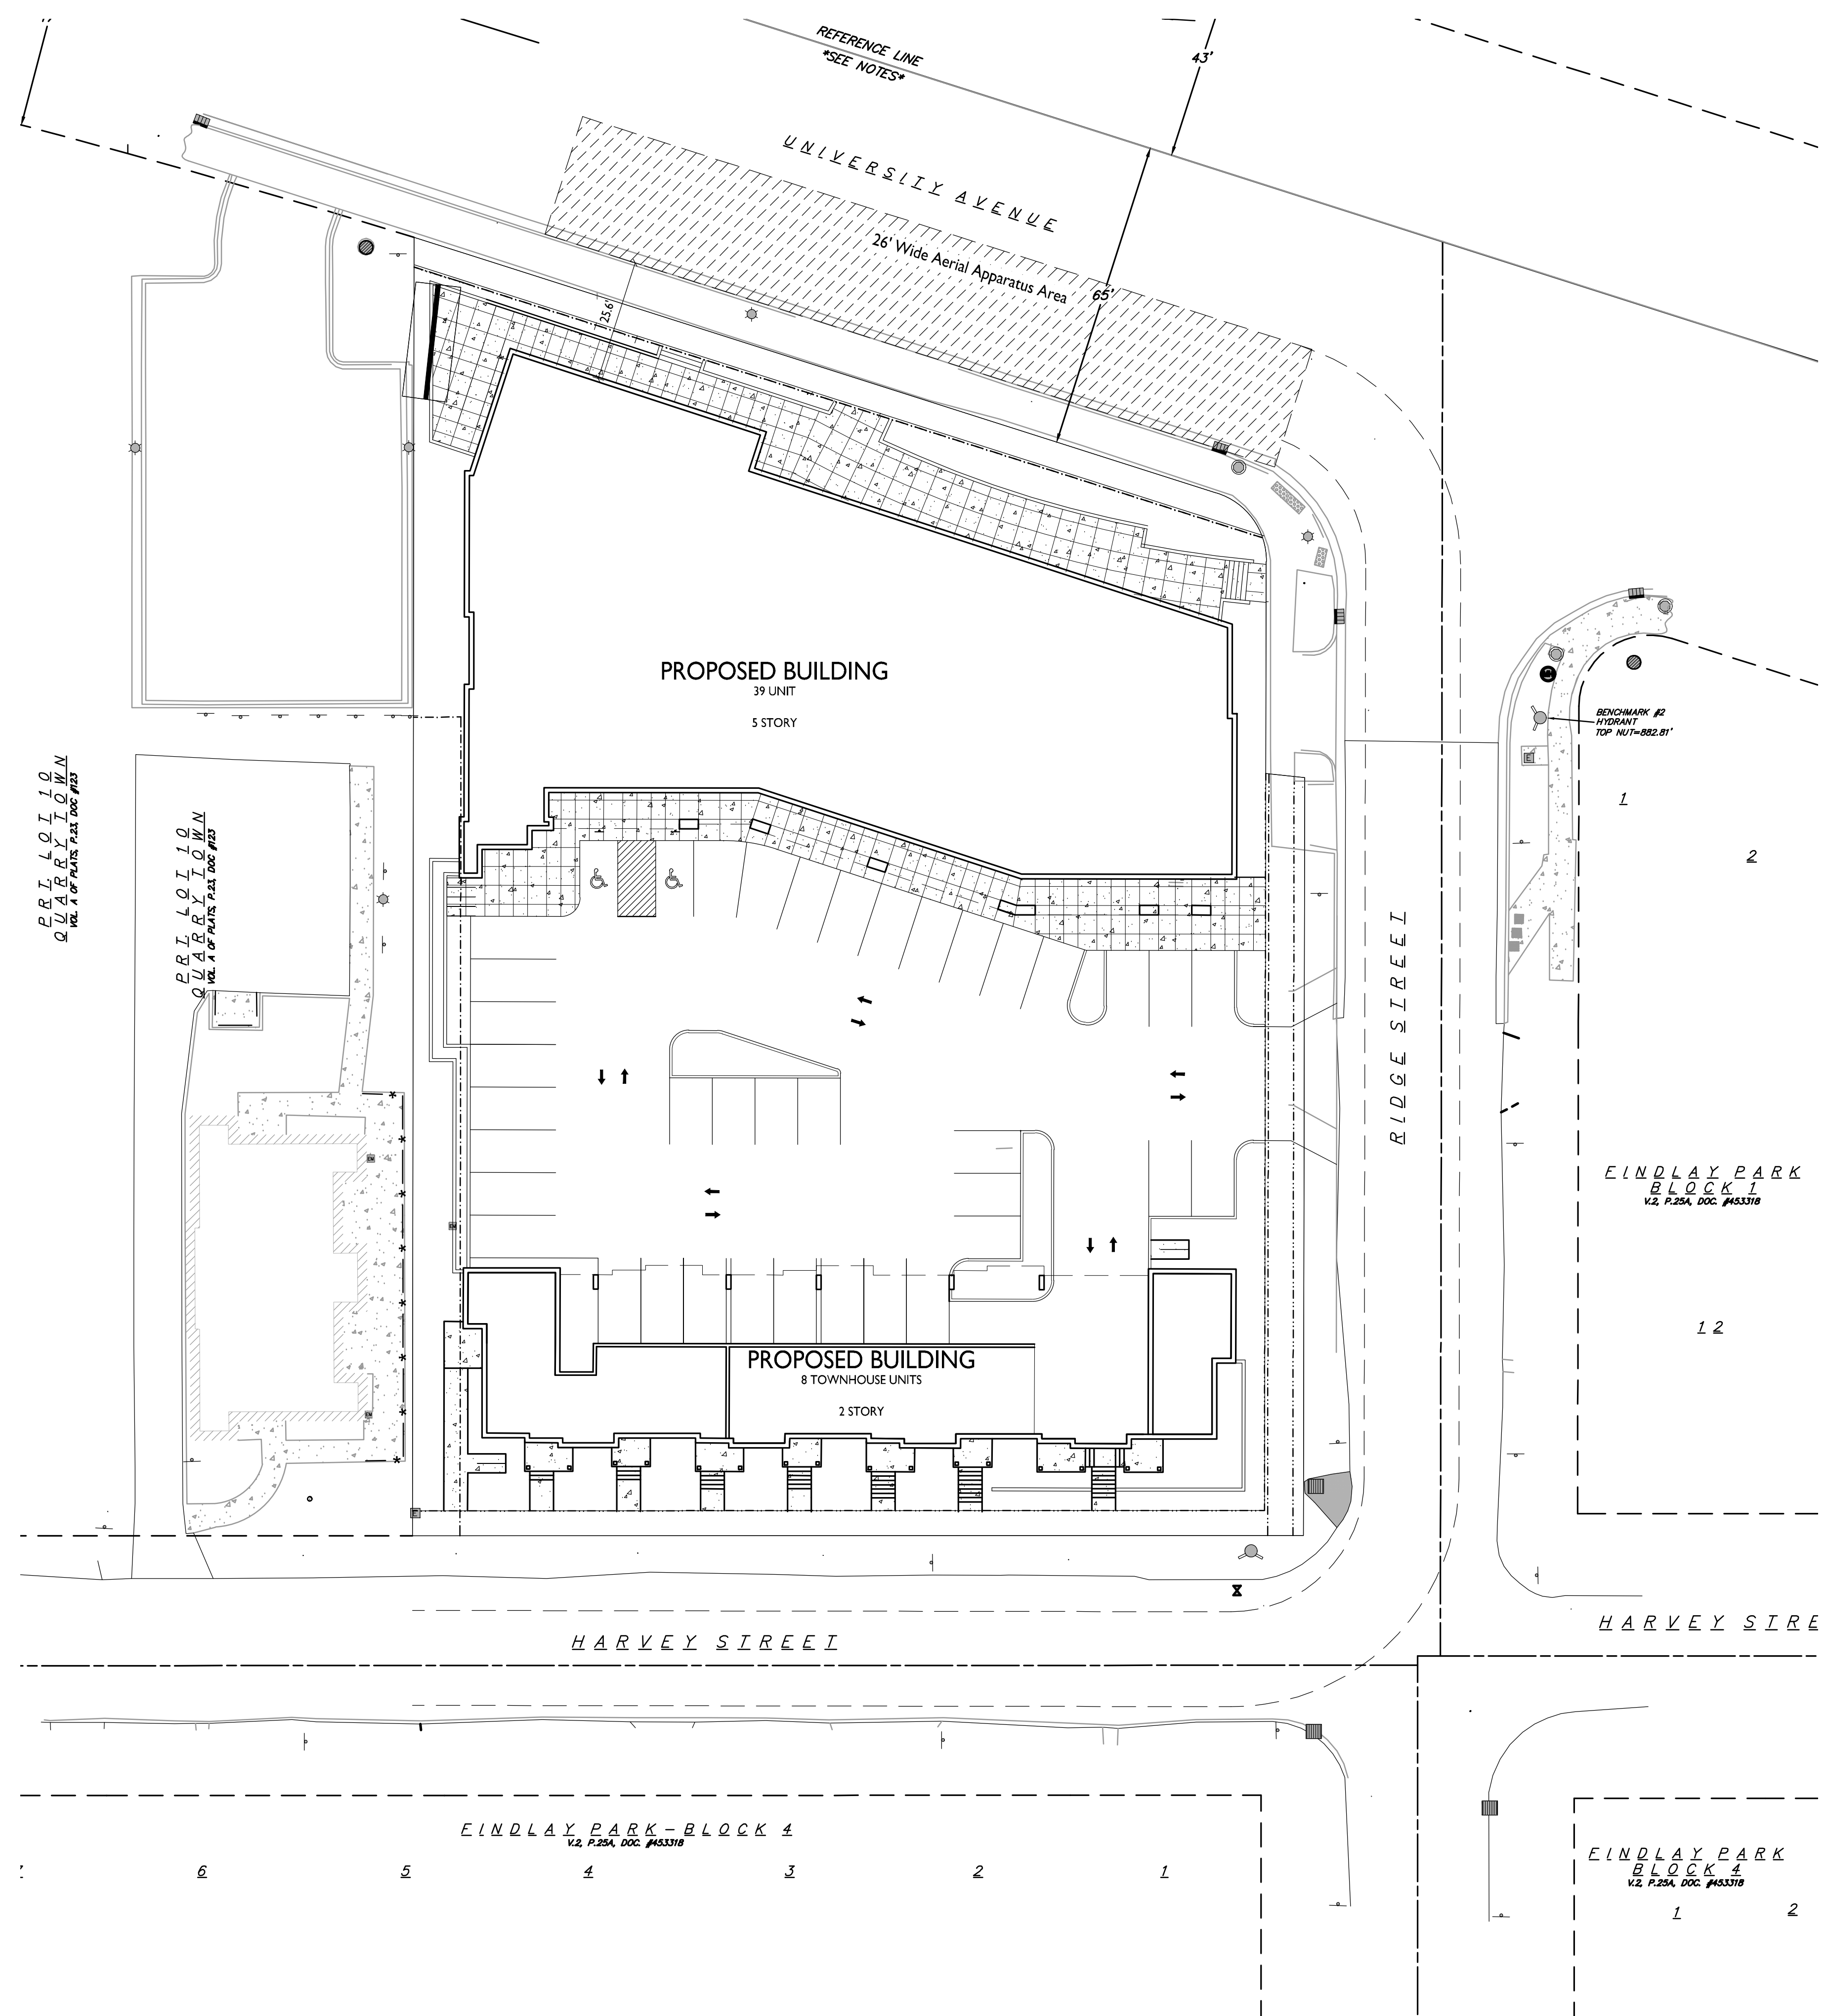 REFERENCE LINE
*SEE NOTES*
43'
UNIVERSITY AVENUE
26' Wide Aerial Apparatus Area
65'
25.6'
PROPOSED BUILDING
39 UNIT
5 STORY
BENCHMARK #2
HYDRANT
TOP NUT=882.81'
PRT. LOT 10
QUARRY TOWN
VOL. A OF PLATS, P.23, DOC #123
PRT. LOT 10
QUARRY TOWN
VOL. A OF PLATS, P.23, DOC #123
1
2
RIDGE STREET
FINDLAY PARK
BLOCK 1
V.2, P.25A, DOC. #453318
12
EM
EM
EM
E
E
PROPOSED BUILDING
8 TOWNHOUSE UNITS
2 STORY
HARVEY STREET
HARVEY STRE
FINDLAY PARK-BLOCK 4
V.2, P.25A, DOC. #453318
6
5
4
3
2
1
FINDLAY PARK
BLOCK 4
V.2, P.25A, DOC. #453318
1
2